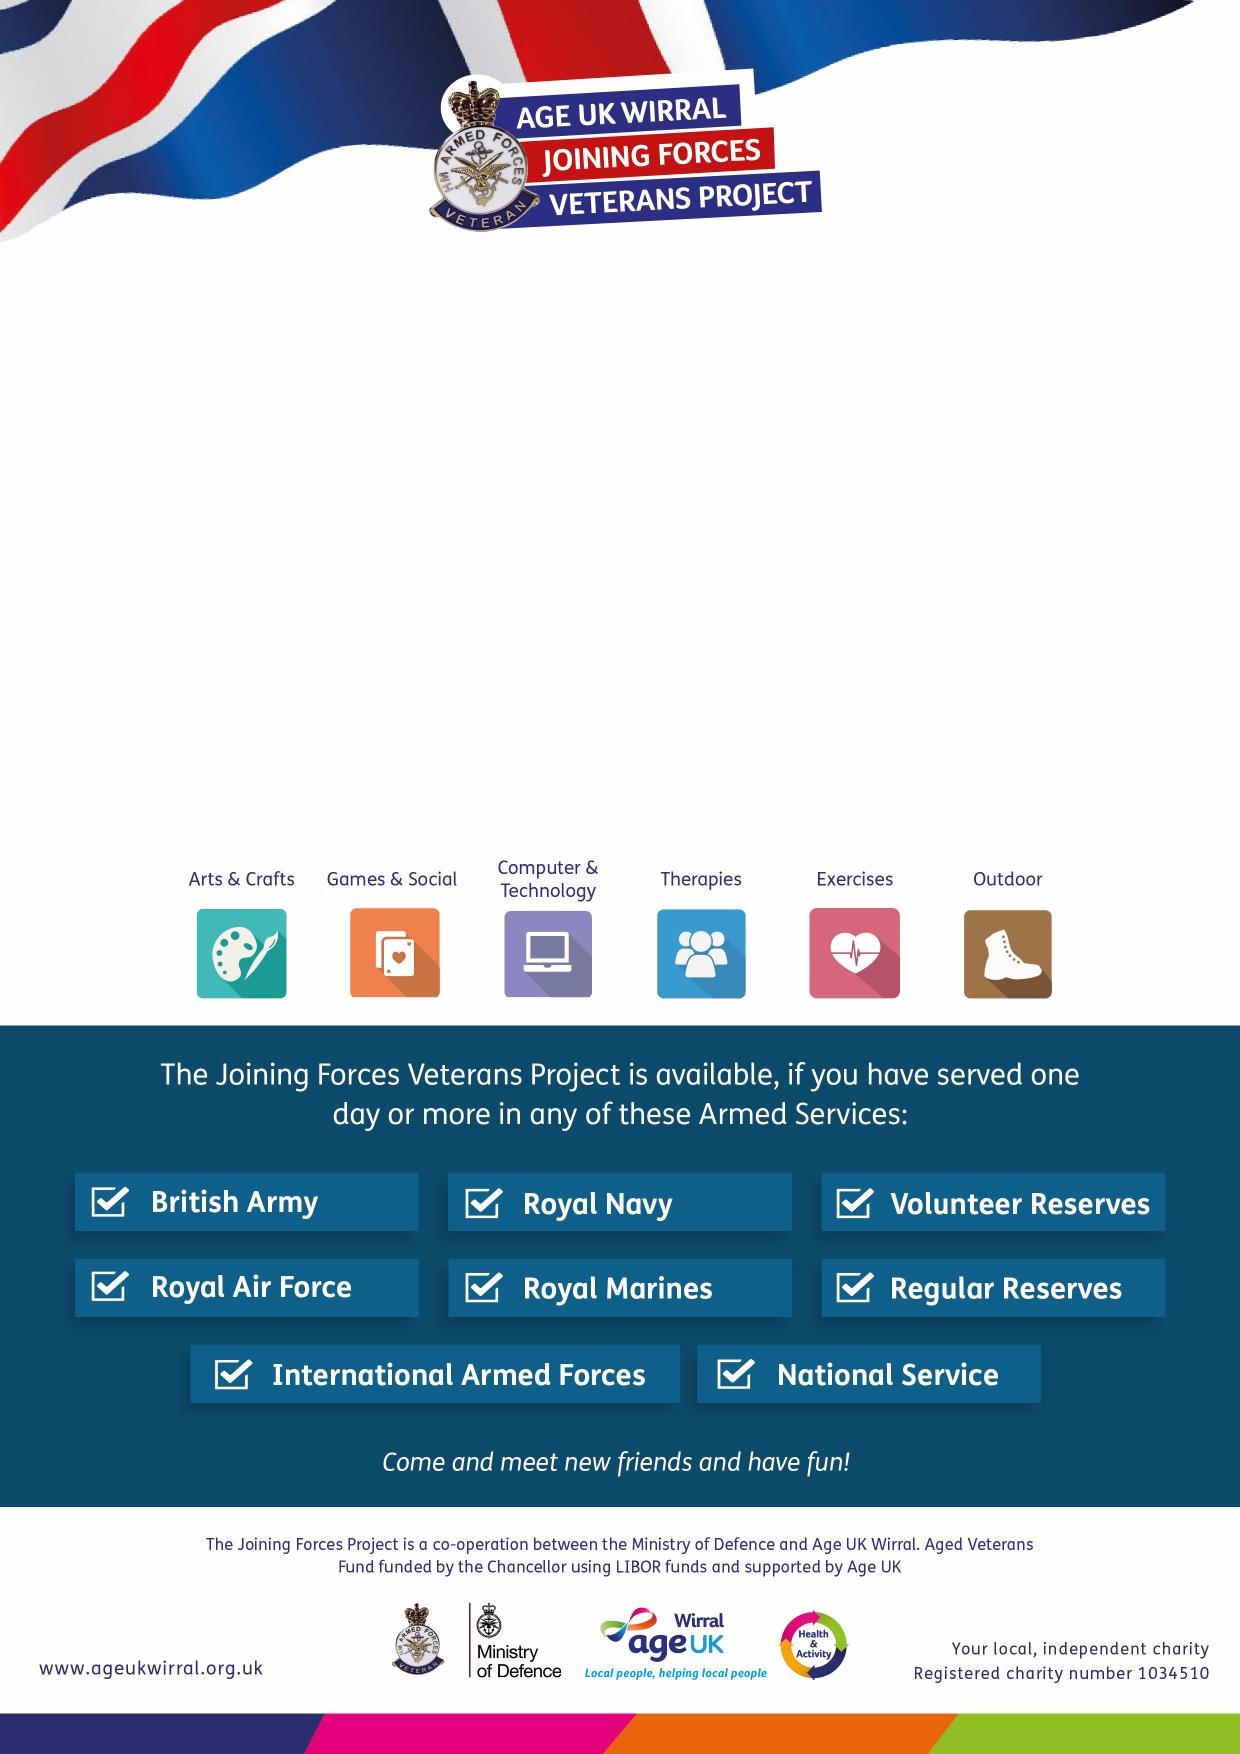 AGE UK WIRRAL
JOINING FORCES
VETERANS PROJECT
HM ARMED FORCES
VETERAN
Arts & Crafts
Games & Social
Computer &
Technology
Therapies
Exercises
Outdoor
The Joining Forces Veterans Project is available, if you have served one
day or more in any of these Armed Services:
British Army
Royal Navy
Volunteer Reserves
Royal Air Force
Royal Marines
Regular Reserves
International Armed Forces
National Service
Come and meet new friends and have fun!
The Joining Forces Project is a co-operation between the Ministry of Defence and Age UK Wirral. Aged Veterans
Fund funded by the Chancellor using LIBOR funds and supported by Age UK
www.ageukwirral.org.uk
HM ARMED FORCES
VETERAN
Ministry
of Defence
Wirral
age UK
Local people, helping local people
Health
&
Activity
Your local, independent charity
Registered charity number 1034510